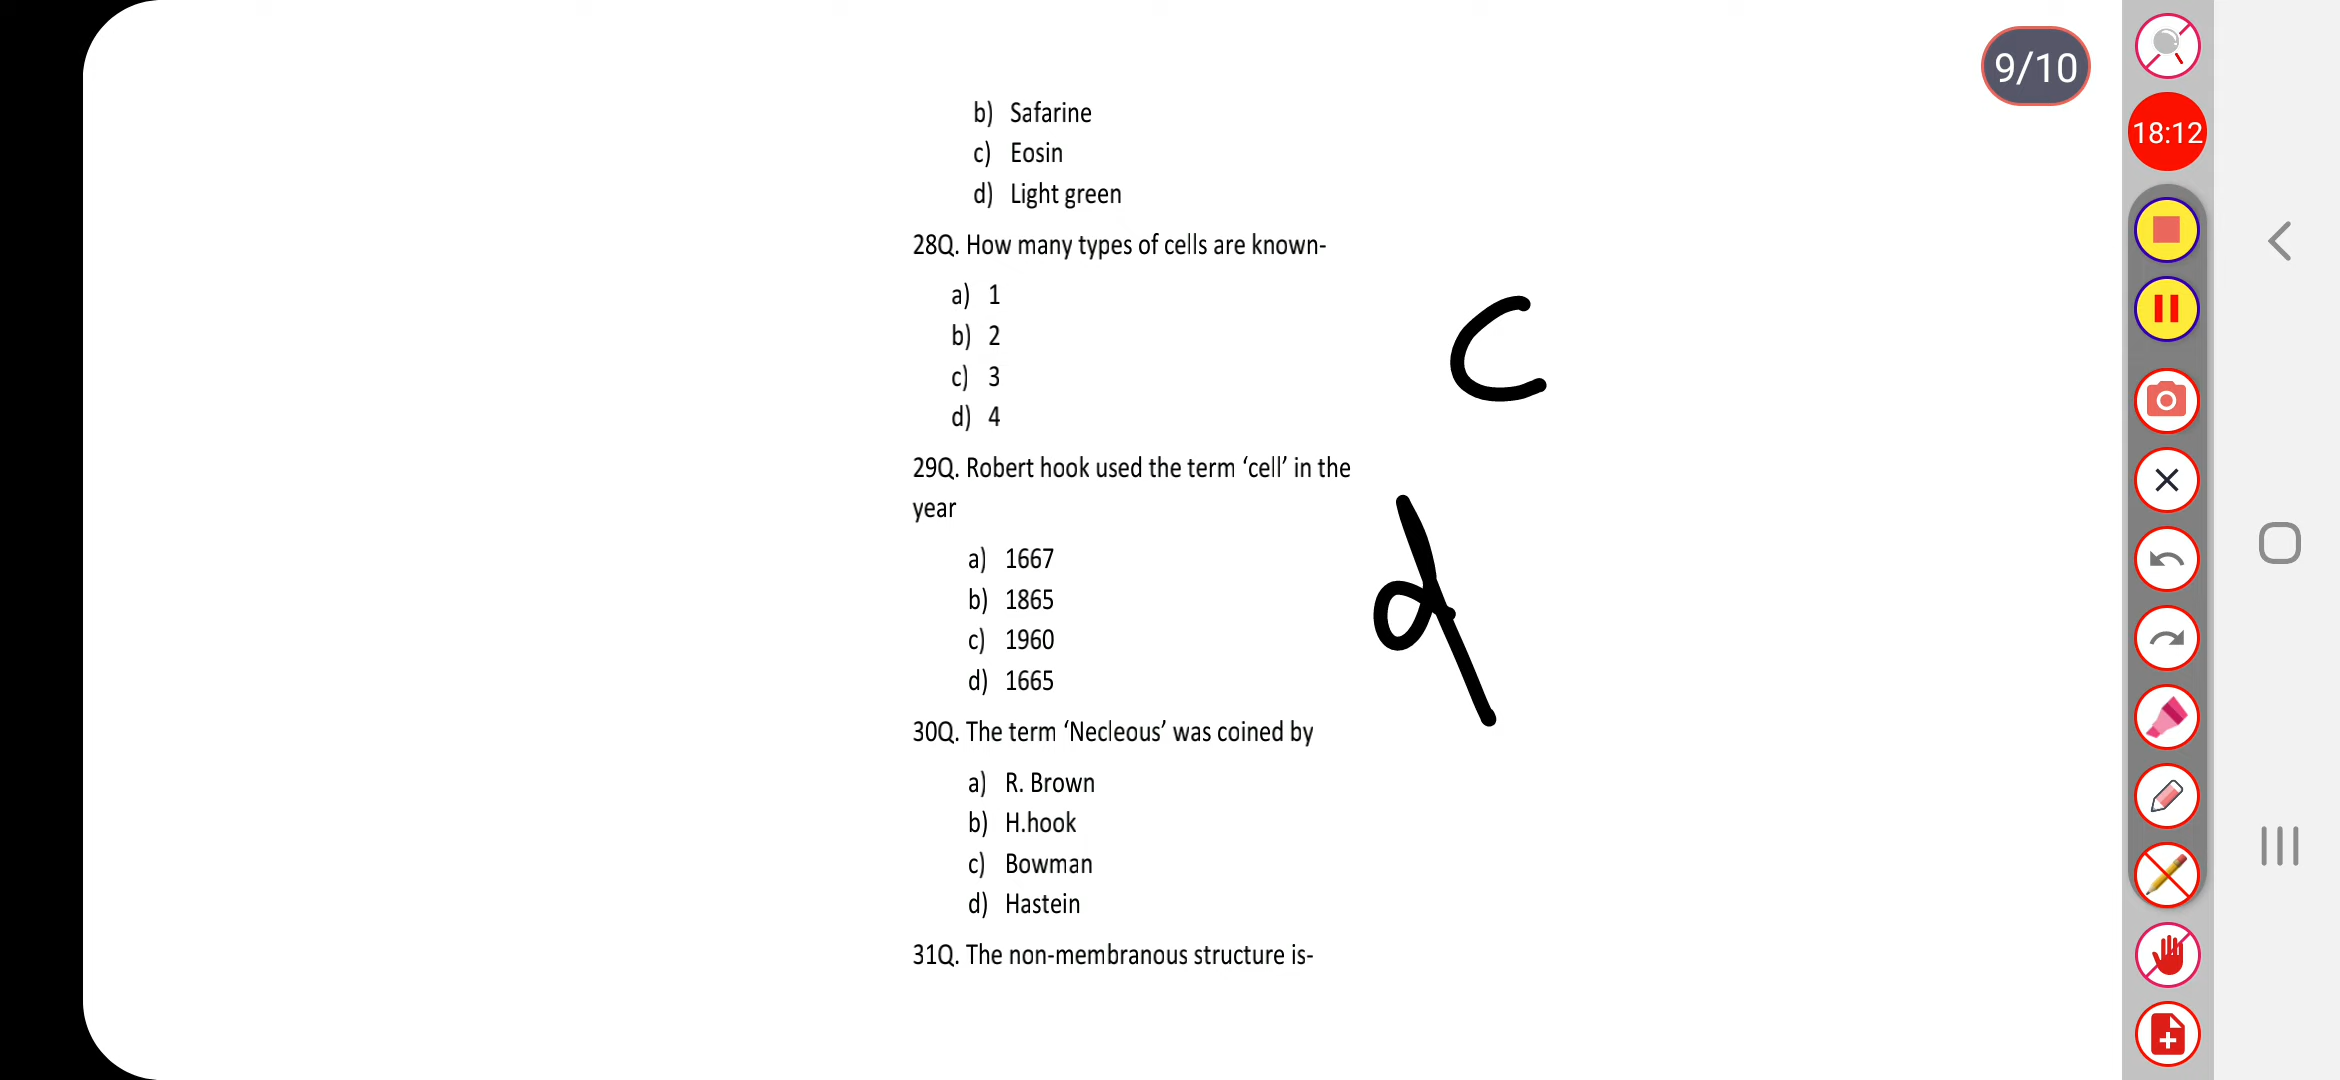 9/10
18:12
b) Safarine
c) Eosin
d) Light green
28Q. How many types of cells are known-
a) 1
b) 2
c) 3
d) 4
c
29Q. Robert hook used the term ‘cell’ in the
year
a) 1667
b) 1865
c) 1960
d) 1665
d
30Q. The term ‘Necleous’ was coined by
a) R. Brown
b) H.hook
c) Bowman
d) Hastein
31Q. The non-membranous structure is-